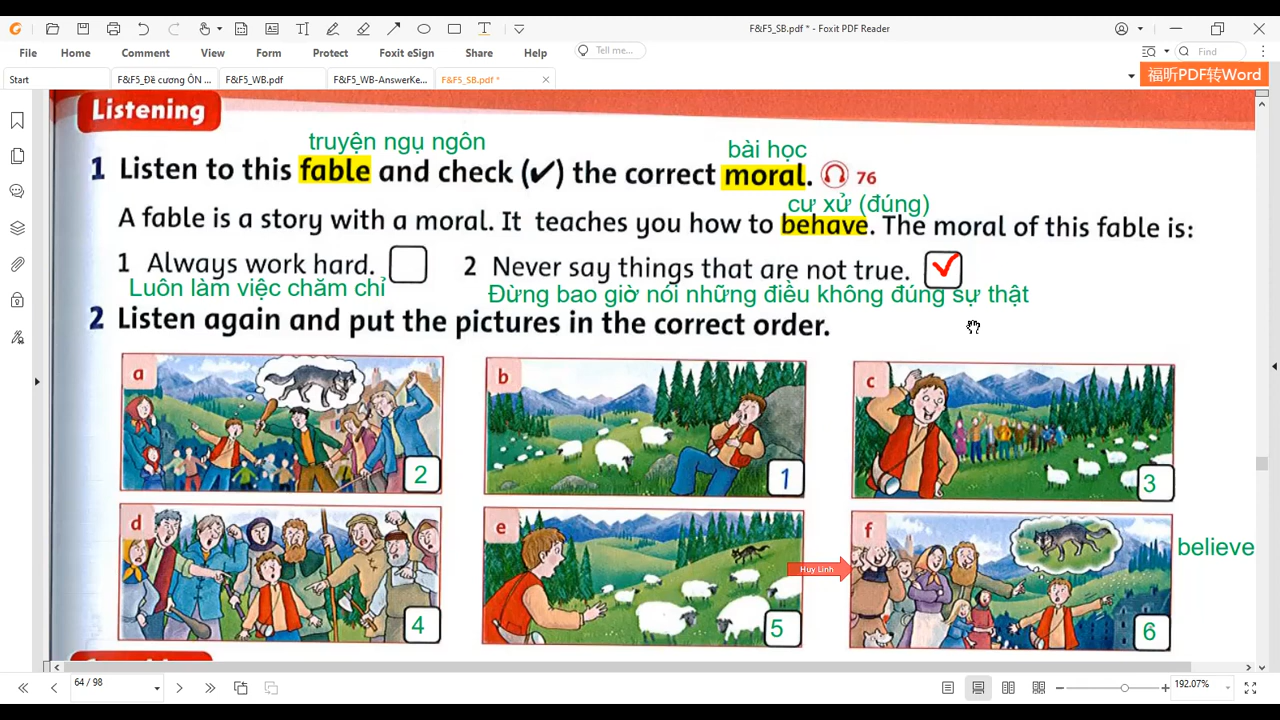 F&F5_SB.pdf * - Foxit PDF Reader
File Home Comment View Form Protect Foxit eSign Share Help Tell me... Find
Start F&F5_Đề cương ÔN ... F&F5_WB.pdf F&F5_WB-AnswerKe... F&F5_SB.pdf *
福昕PDF转Word
Listening
truyện ngụ ngôn bài học
1 Listen to this fable and check (✔) the correct moral. 76
cư xử (đúng)
A fable is a story with a moral. It teaches you how to behave. The moral of this fable is:
1 Always work hard. 2 Never say things that are not true. ✓
Luôn làm việc chăm chỉ Đừng bao giờ nói những điều không đúng sự thật
2 Listen again and put the pictures in the correct order.
a b c
2 1 3
d e f
believe
Huy Linh
4 5 6
64 / 98 192.07%